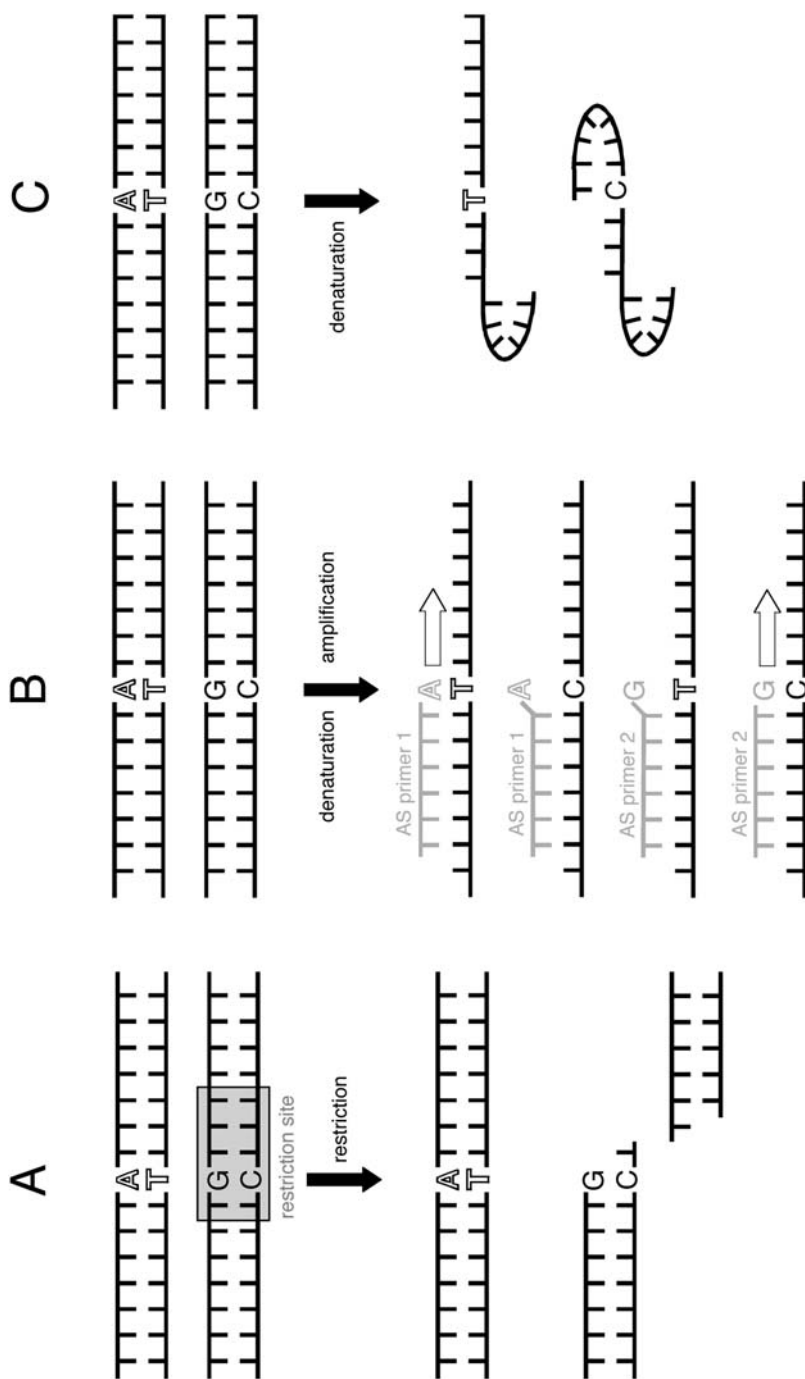 A
A
T
G
C
restriction site
restriction
A
T
G
C
B
A
T
G
C
denaturation
amplification
AS primer 1
A
T
AS primer 1
A
C
AS primer 2
G
T
AS primer 2
G
C
C
A
T
G
C
denaturation
T
C